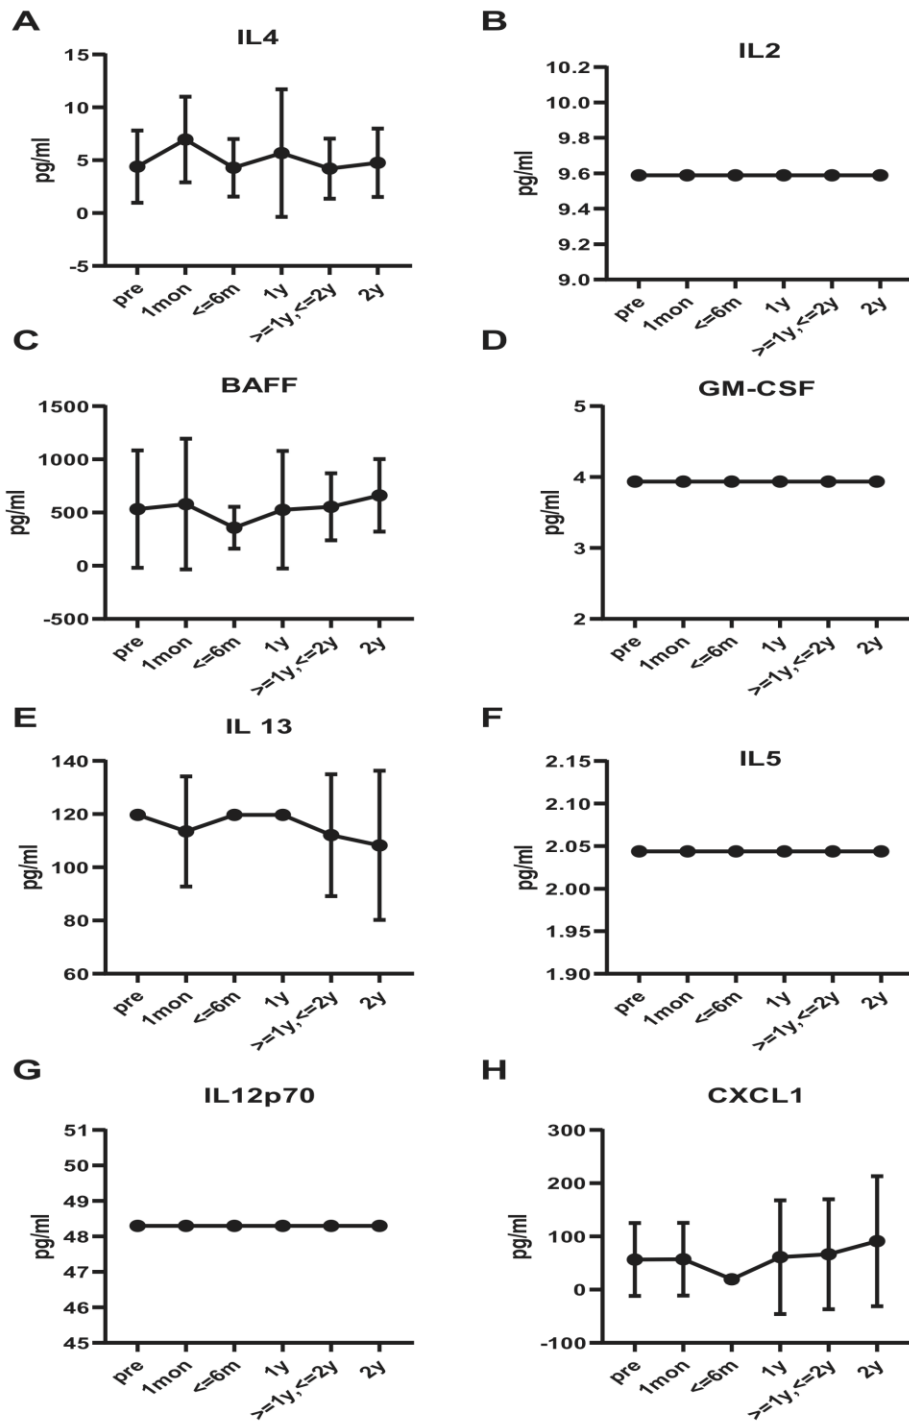 A
IL4
15
10
5
0
-5
pg/ml
pre
1mon
<=6m
1y
>=1y,<=2y
2y
B
IL2
10.2
10.0
9.8
9.6
9.4
9.2
9.0
pg/ml
pre
1mon
<=6m
1y
>=1y,<=2y
2y
C
BAFF
1500
1000
500
0
-500
pg/ml
pre
1mon
<=6m
1y
>=1y,<=2y
2y
D
GM-CSF
5
4
3
2
pg/ml
pre
1mon
<=6m
1y
>=1y,<=2y
2y
E
IL 13
140
120
100
80
60
pg/ml
pre
1mon
<=6m
1y
>=1y,<=2y
2y
F
IL5
2.15
2.10
2.05
2.00
1.95
1.90
pg/ml
pre
1mon
<=6m
1y
>=1y,<=2y
2y
G
IL12p70
51
50
49
48
47
46
45
pg/ml
pre
1mon
<=6m
1y
>=1y,<=2y
2y
H
CXCL1
300
200
100
0
-100
pg/ml
pre
1mon
<=6m
1y
>=1y,<=2y
2y